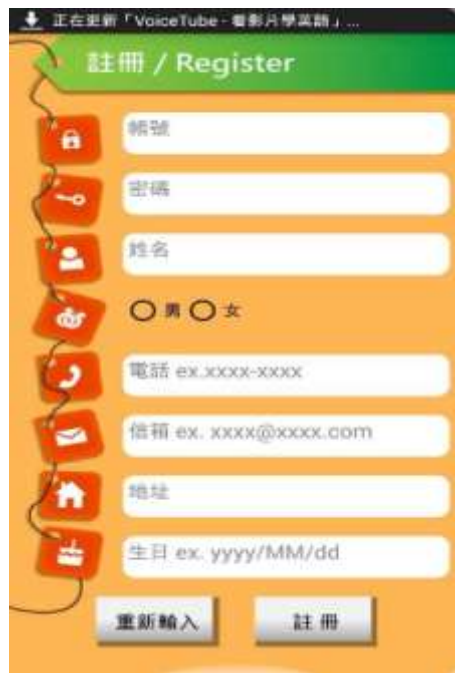 正在更新「VoiceTube - 看影片學英語」...
註冊 / Register
帳號
密碼
姓名
男 女
電話 ex.xxxx-xxxx
信箱 ex. xxxx@xxxx.com
地址
生日 ex. yyyy/MM/dd
重新輸入 註冊